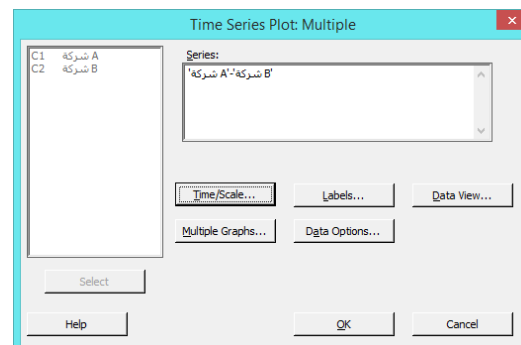 Time Series Plot: Multiple
x
C1 شركة A
C2 شركة B
Series:
'شركة A'-'شركة B'
Time/Scale...
Labels...
Data View...
Multiple Graphs...
Data Options...
Select
Help
OK
Cancel